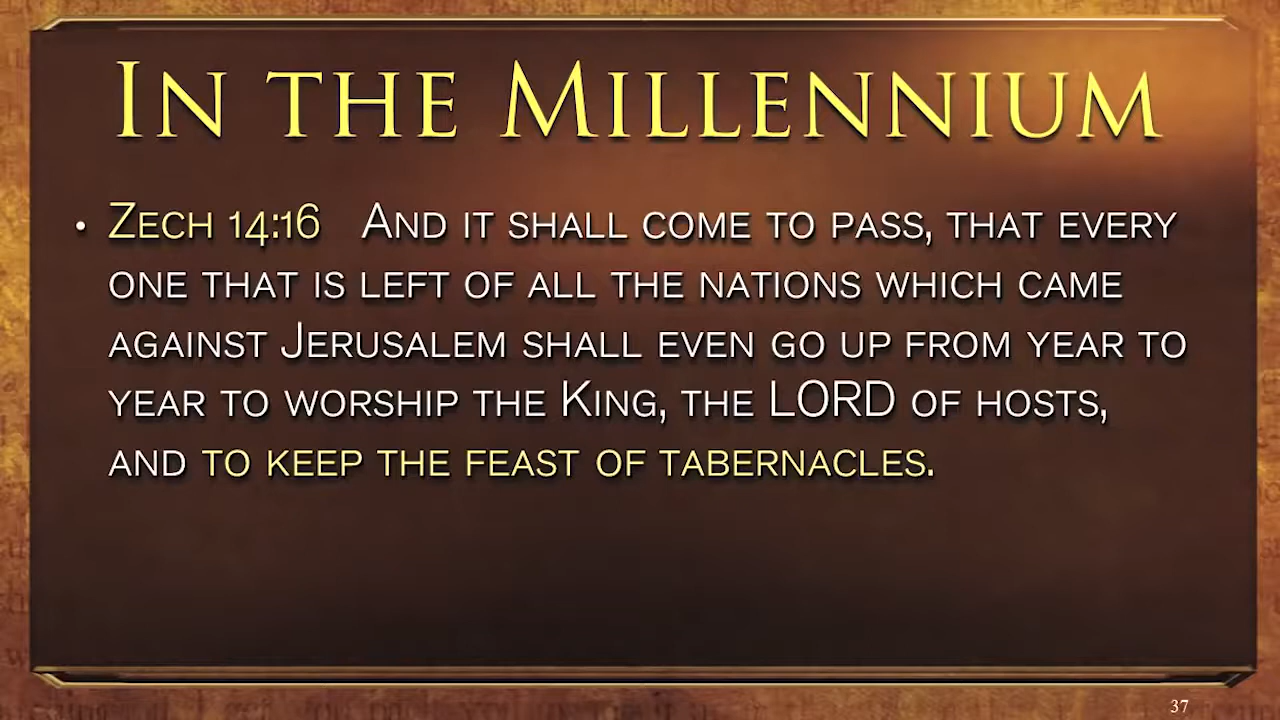 In the Millennium
• Zech 14:16 And it shall come to pass, that every
one that is left of all the nations which came
against Jerusalem shall even go up from year to
year to worship the King, the LORD of hosts,
and to keep the feast of tabernacles.
37